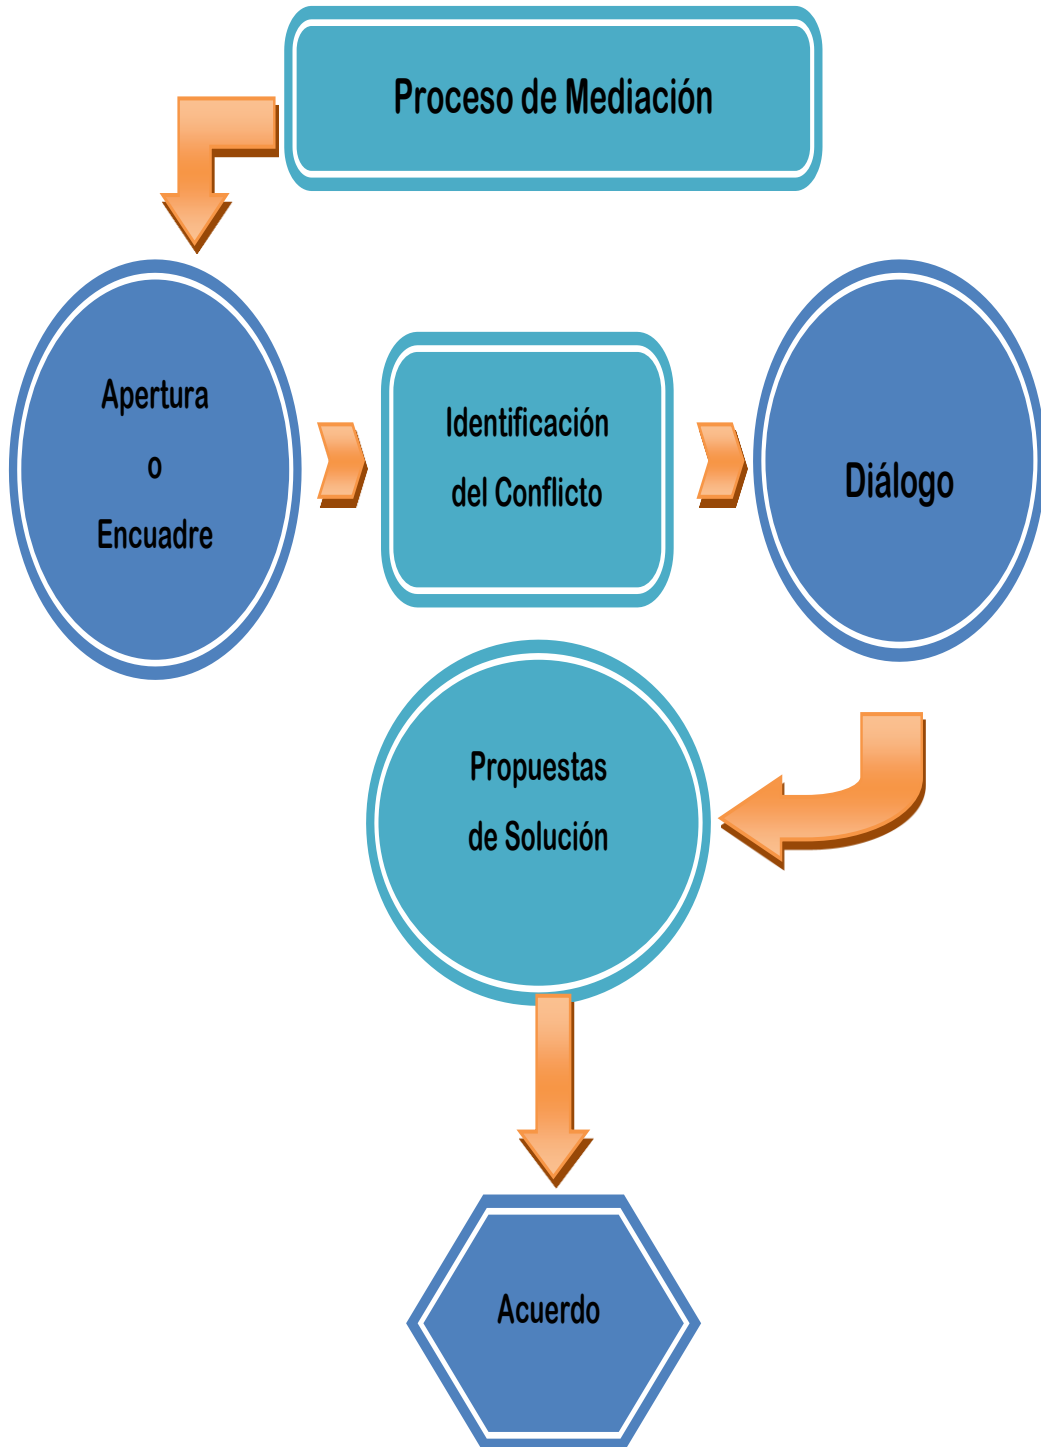 Proceso de Mediación
Apertura
o
Encuadre
Identificación
del Conflicto
Diálogo
Propuestas
de Solución
Acuerdo